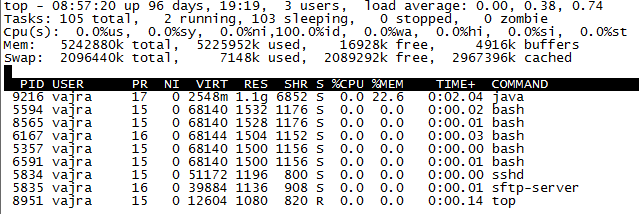 top - 08:57:20 up 96 days, 19:19,  3 users,  load average: 0.00, 0.38, 0.74
Tasks: 105 total,   2 running, 103 sleeping,   0 stopped,   0 zombie
Cpu(s):  0.0%us,  0.0%sy,  0.0%ni,100.0%id,  0.0%wa,  0.0%hi,  0.0%si,  0.0%st
Mem:   5242880k total,  5225952k used,    16928k free,     4916k buffers
Swap:  2096440k total,     7148k used,  2089292k free,  2967396k cached
PID USER      PR  NI  VIRT  RES  SHR S %CPU %MEM    TIME+  COMMAND
9216 vajra     17   0 2548m 1.1g 6852 S  0.0 22.6   0:02.04 java
5594 vajra     15   0 68140 1532 1176 S  0.0  0.0   0:00.02 bash
8565 vajra     15   0 68140 1528 1176 S  0.0  0.0   0:00.01 bash
6167 vajra     16   0 68144 1504 1152 S  0.0  0.0   0:00.03 bash
5357 vajra     15   0 68140 1500 1156 S  0.0  0.0   0:00.00 bash
6591 vajra     15   0 68140 1500 1156 S  0.0  0.0   0:00.01 bash
5834 vajra     15   0 51172 1196  800 S  0.0  0.0   0:00.00 sshd
5835 vajra     16   0 39884 1136  908 S  0.0  0.0   0:00.01 sftp-server
8951 vajra     15   0 12604 1080  820 R  0.0  0.0   0:00.14 top